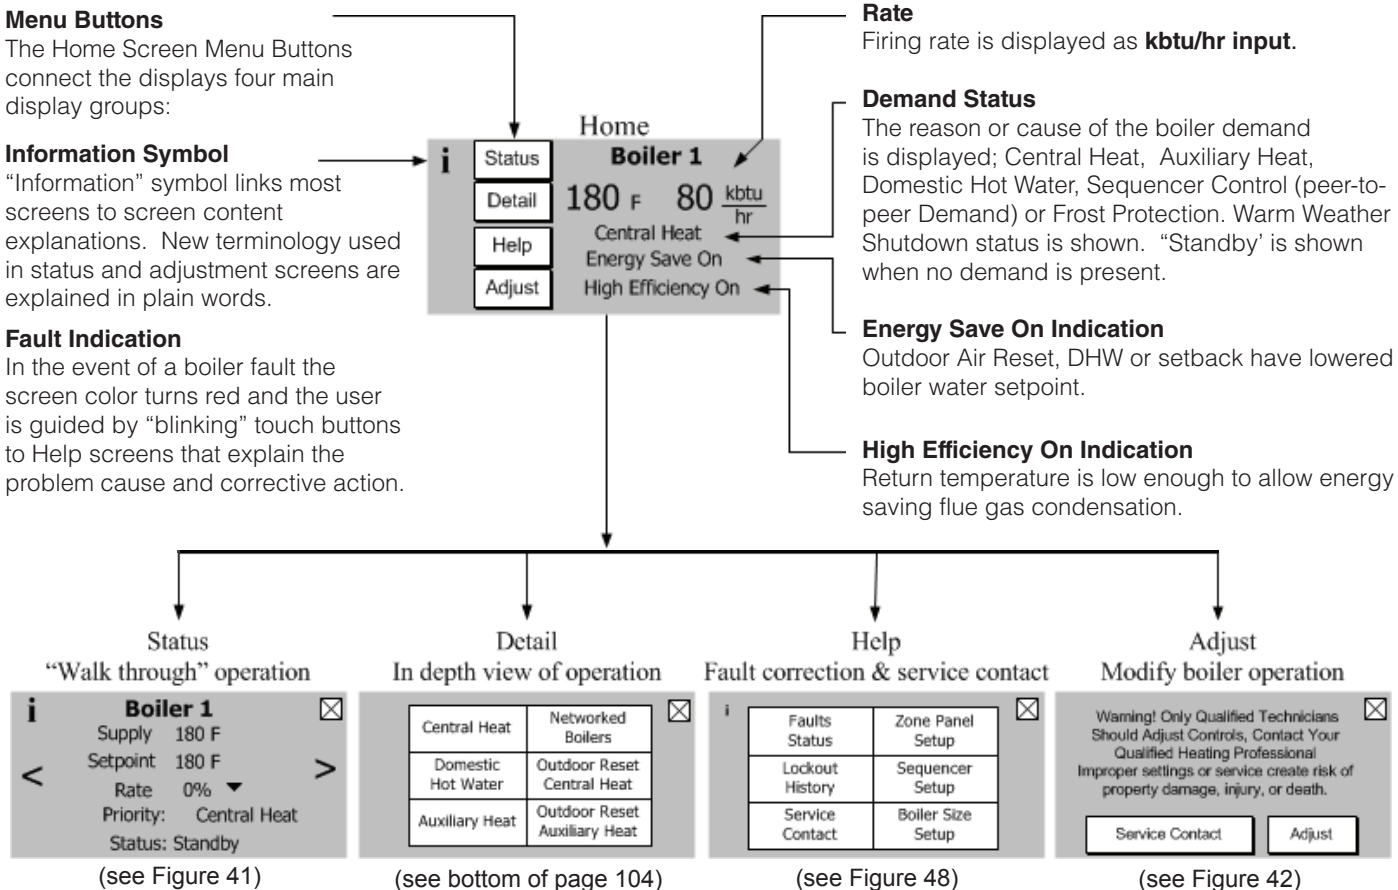 Menu Buttons
The Home Screen Menu Buttons
connect the displays four main
display groups:
Information Symbol
“Information” symbol links most
screens to screen content
explanations.  New terminology used
in status and adjustment screens are
explained in plain words.
Fault Indication
In the event of a boiler fault the
screen color turns red and the user
is guided by “blinking” touch buttons
to Help screens that explain the
problem cause and corrective action.
Home
i
Status
Detail
Help
Adjust
Boiler 1
180 F 80 kbtu
hr
Central Heat
Energy Save On
High Efficiency On
Rate
Firing rate is displayed as kbtu/hr input.
Demand Status
The reason or cause of the boiler demand
is displayed; Central Heat,  Auxiliary Heat,
Domestic Hot Water, Sequencer Control (peer-to-
peer Demand) or Frost Protection. Warm Weather
Shutdown status is shown.  “Standby’ is shown
when no demand is present.
Energy Save On Indication
Outdoor Air Reset, DHW or setback have lowered
boiler water setpoint.
High Efficiency On Indication
Return temperature is low enough to allow energy
saving flue gas condensation.
Status
“Walk through” operation
i
Boiler 1
Supply 180 F
Setpoint 180 F
< >
Rate 0% ▼
Priority: Central Heat
Status: Standby
(see Figure 41)
Detail
In depth view of operation
Central Heat
Networked
Boilers
Domestic
Hot Water
Outdoor Reset
Central Heat
Auxiliary Heat
Outdoor Reset
Auxiliary Heat
(see bottom of page 104)
Help
Fault correction & service contact
i
Faults
Status
Zone Panel
Setup
Lockout
History
Sequencer
Setup
Service
Contact
Boiler Size
Setup
(see Figure 48)
Adjust
Modify boiler operation
Warning! Only Qualified Technicians
Should Adjust Controls, Contact Your
Qualified Heating Professional
Improper settings or service create risk of
property damage, injury, or death.
Service Contact
Adjust
(see Figure 42)